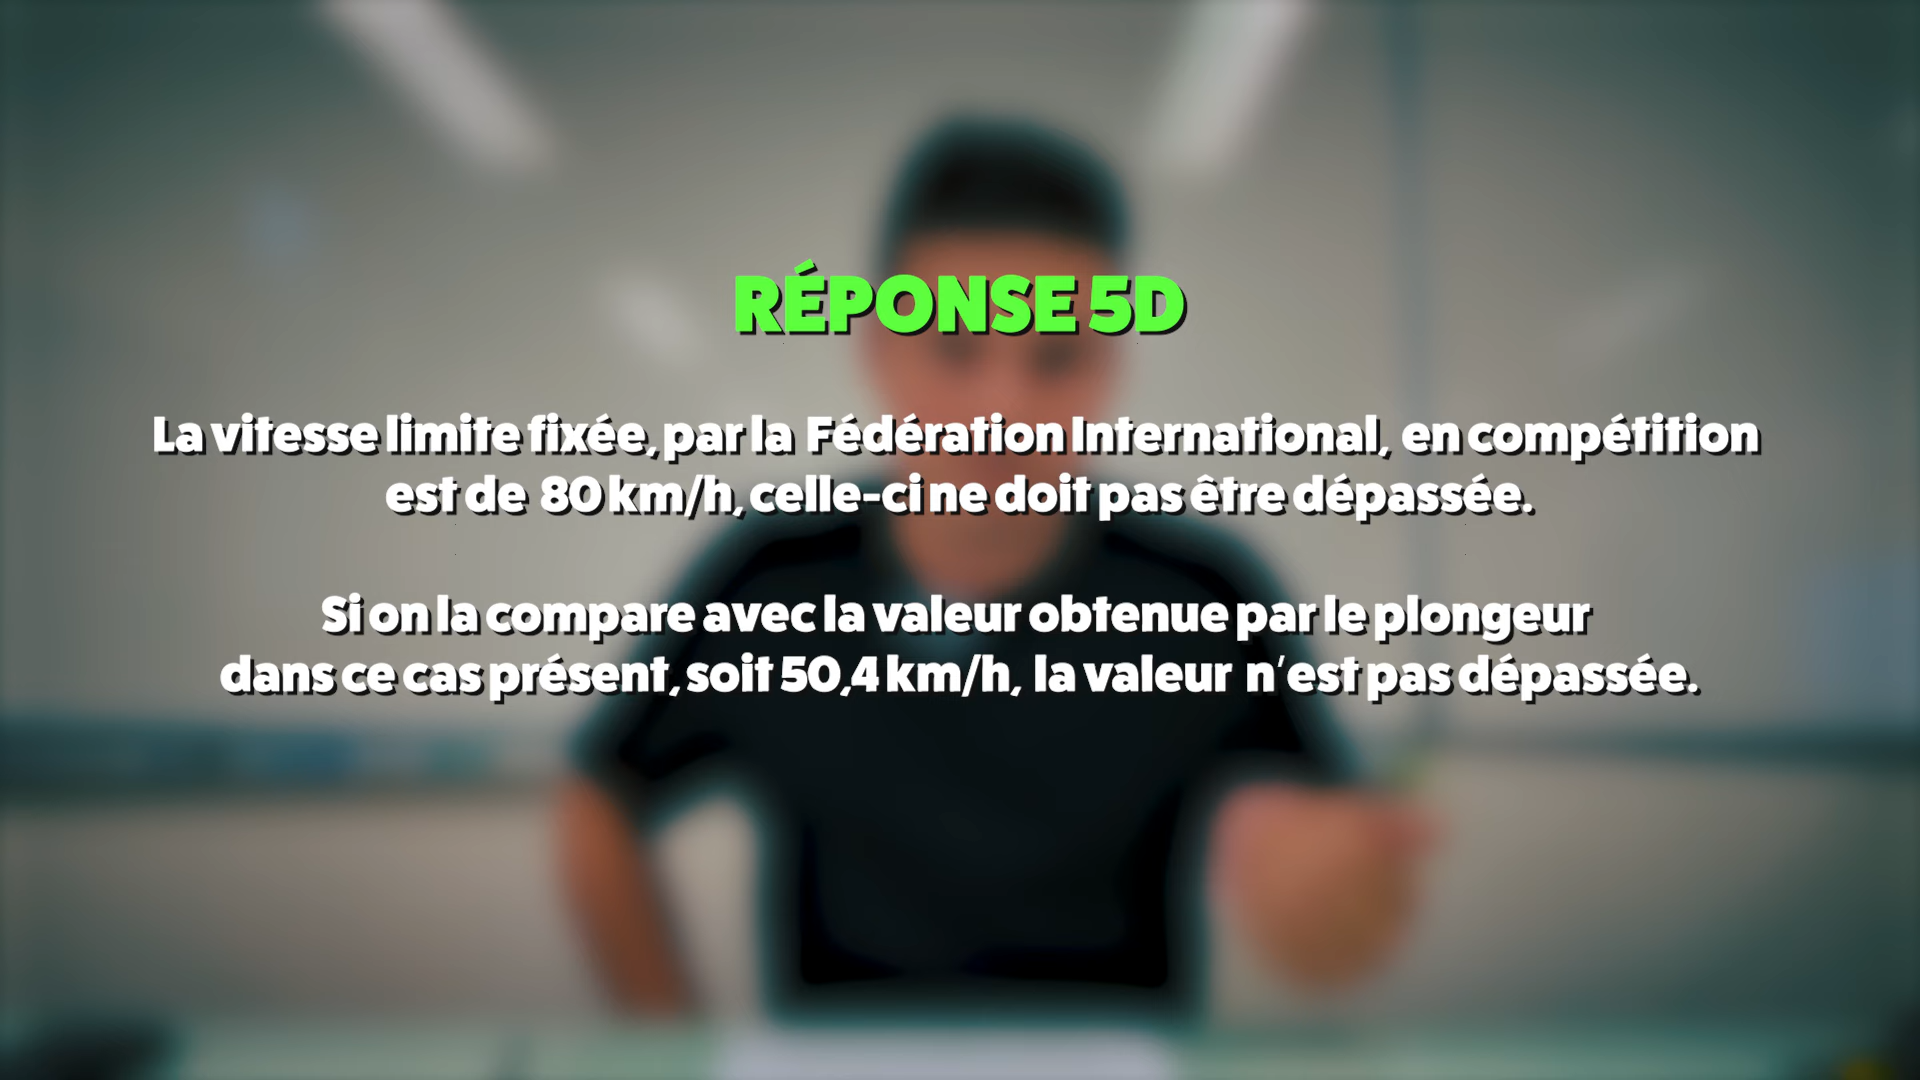 RÉPONSE 5D
La vitesse limite fixée, par la Fédération International, en compétition
est de 80 km/h, celle-ci ne doit pas être dépassée.
Si on la compare avec la valeur obtenue par le plongeur
dans ce cas présent, soit 50,4 km/h, la valeur n'est pas dépassée.